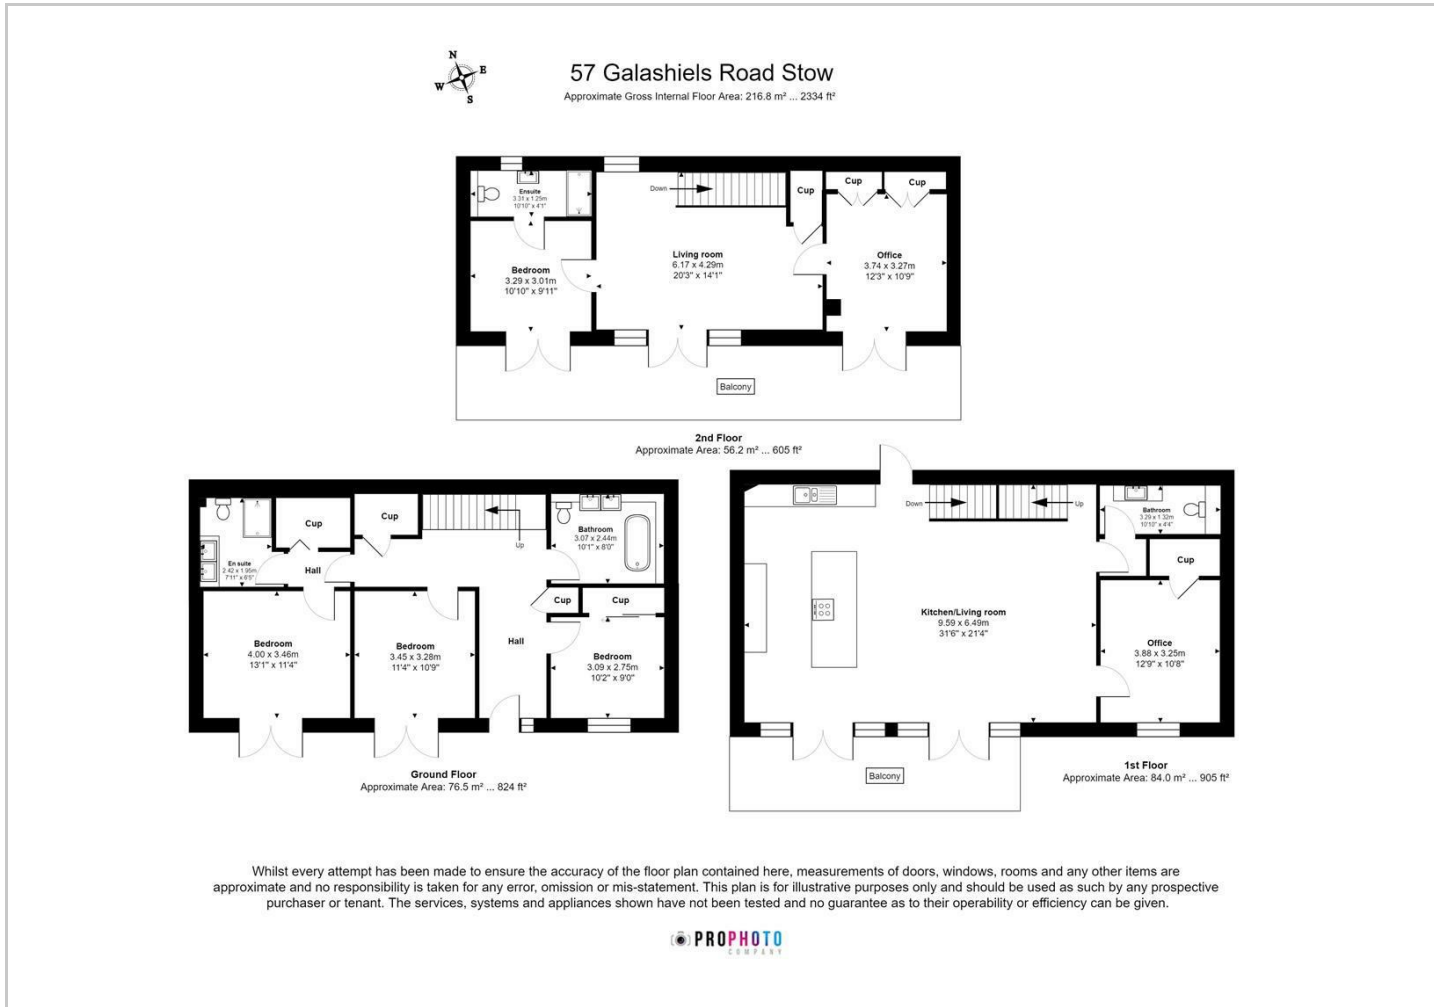 N
E
W
S
57 Galashiels Road Stow
Approximate Gross Internal Floor Area: 216.8 m² ... 2334 ft²
Ensuite
3.31 x 1.25m
10'10" x 4'1"
Down
Cup
Cup
Cup
Bedroom
3.29 x 3.01m
10'10" x 9'11"
Living room
6.17 x 4.29m
20'3" x 14'1"
Office
3.74 x 3.27m
12'3" x 10'9"
Balcony
2nd Floor
Approximate Area: 56.2 m² ... 605 ft²
Cup
Cup
Up
Bathroom
3.07 x 2.44m
10'1" x 8'0"
En suite
2.42 x 1.95m
7'11" x 6'5"
Hall
Cup
Cup
Hall
Bedroom
4.00 x 3.46m
13'1" x 11'4"
Bedroom
3.45 x 3.28m
11'4" x 10'9"
Bedroom
3.09 x 2.75m
10'2" x 9'0"
Ground Floor
Approximate Area: 76.5 m² ... 824 ft²
Down
Up
Bathroom
3.29 x 1.32m
10'10" x 4'4"
Cup
Kitchen/Living room
9.59 x 6.49m
31'6" x 21'4"
Office
3.88 x 3.25m
12'9" x 10'8"
Balcony
1st Floor
Approximate Area: 84.0 m² ... 905 ft²
Whilst every attempt has been made to ensure the accuracy of the floor plan contained here, measurements of doors, windows, rooms and any other items are
approximate and no responsibility is taken for any error, omission or mis-statement. This plan is for illustrative purposes only and should be used as such by any prospective
purchaser or tenant. The services, systems and appliances shown have not been tested and no guarantee as to their operability or efficiency can be given.
PROPHOTO
COMPANY